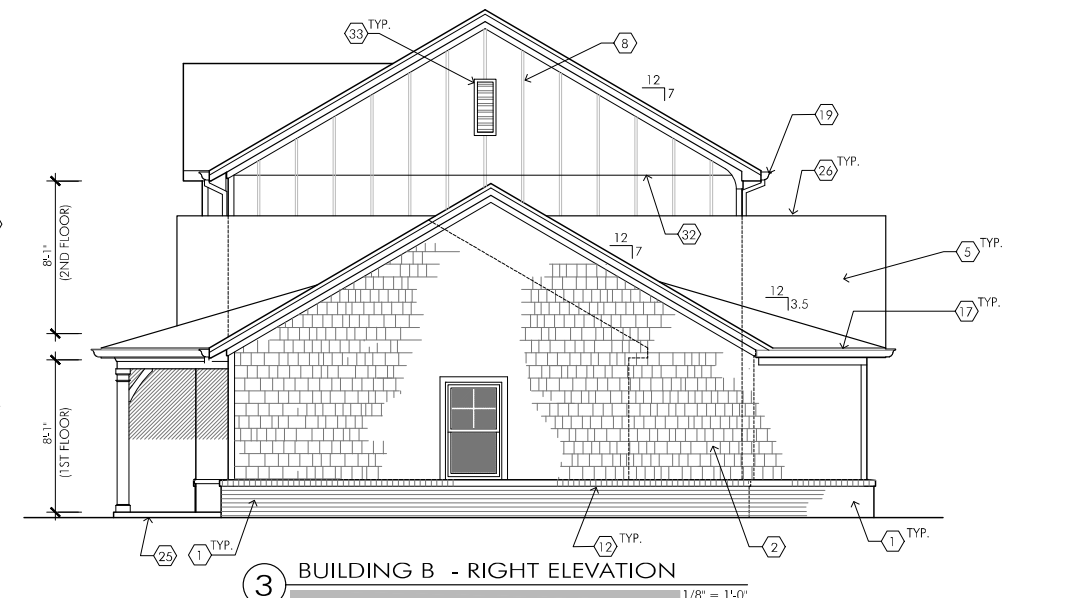 33 TYP.
8
12
7
19
26 TYP.
8'-1"
(2ND FLOOR)
32
12
7
5 TYP.
12
3.5
17 TYP.
8'-1"
(1ST FLOOR)
25
1 TYP.
12 TYP.
2
1 TYP.
3 BUILDING B - RIGHT ELEVATION
1/8" = 1'-0"